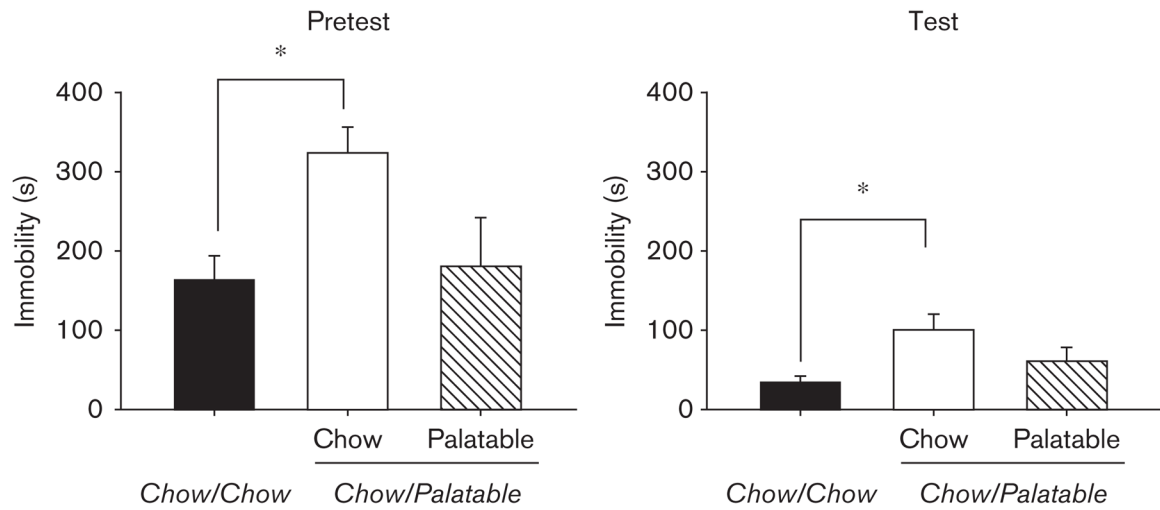 Pretest
*
400
300
200
100
0
Immobility (s)
Chow
Palatable
Chow/Chow
Chow/Palatable
Test
*
400
300
200
100
0
Immobility (s)
Chow
Palatable
Chow/Chow
Chow/Palatable